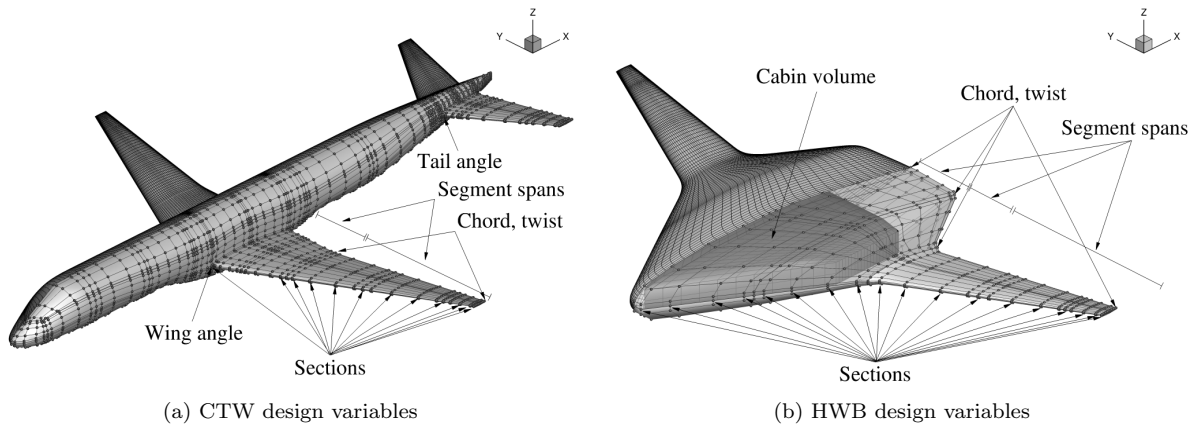 Z
Y
X
Tail angle
Segment spans
Chord, twist
Wing angle
Sections
(a) CTW design variables
Z
Y
X
Cabin volume
Chord, twist
Segment spans
Sections
(b) HWB design variables